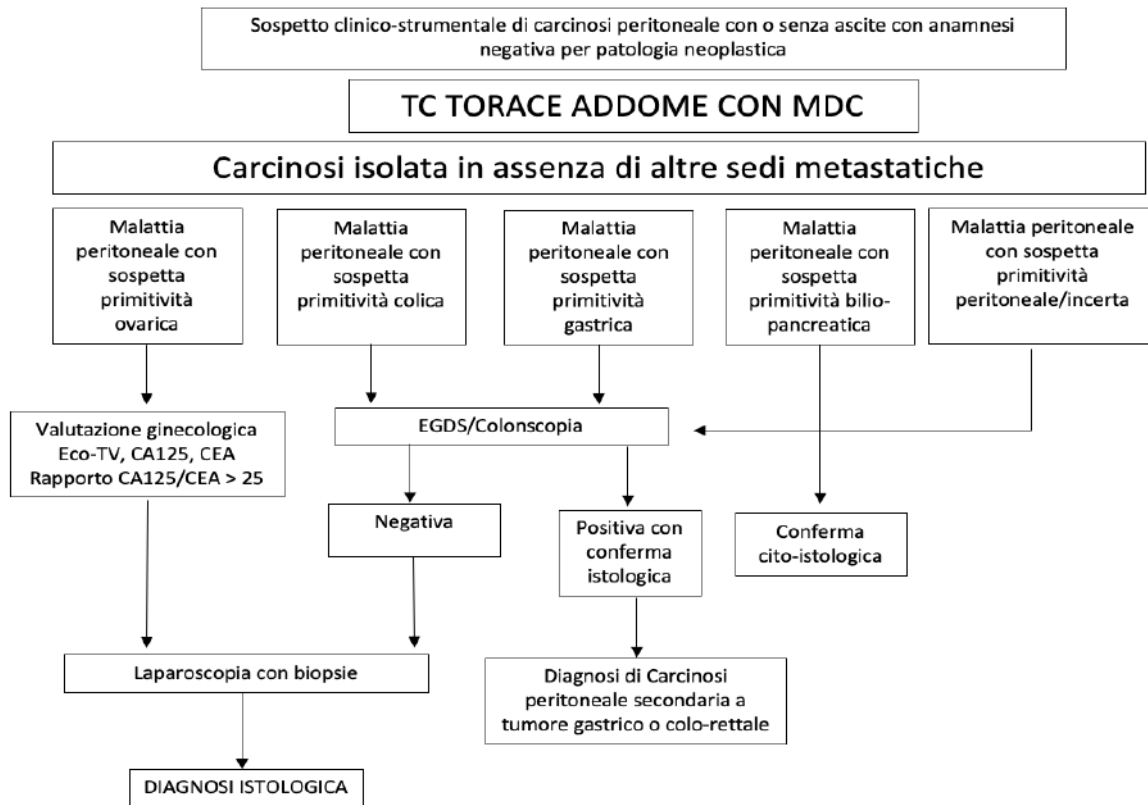 Sospetto clinico-strumentale di carcinosi peritoneale con o senza ascite con anamnesi
negativa per patologia neoplastica
TC TORACE ADDOME CON MDC
Carcinosi isolata in assenza di altre sedi metastatiche
Malattia
peritoneale con
sospetta
primitività
ovarica
Malattia
peritoneale con
sospetta
primitività colica
Malattia
peritoneale con
sospetta
primitività
gastrica
Malattia
peritoneale con
sospetta
primitività bilio-
pancreatica
Malattia peritoneale
con sospetta
primitività
peritoneale/incerta
Valutazione ginecologica
Eco-TV, CA125, CEA
Rapporto CA125/CEA > 25
EGDS/Colonscopia
Negativa
Positiva con
conferma
istologica
Conferma
cito-istologica
Laparoscopia con biopsie
Diagnosi di Carcinosi
peritoneale secondaria a
tumore gastrico o colo-rettale
DIAGNOSI ISTOLOGICA